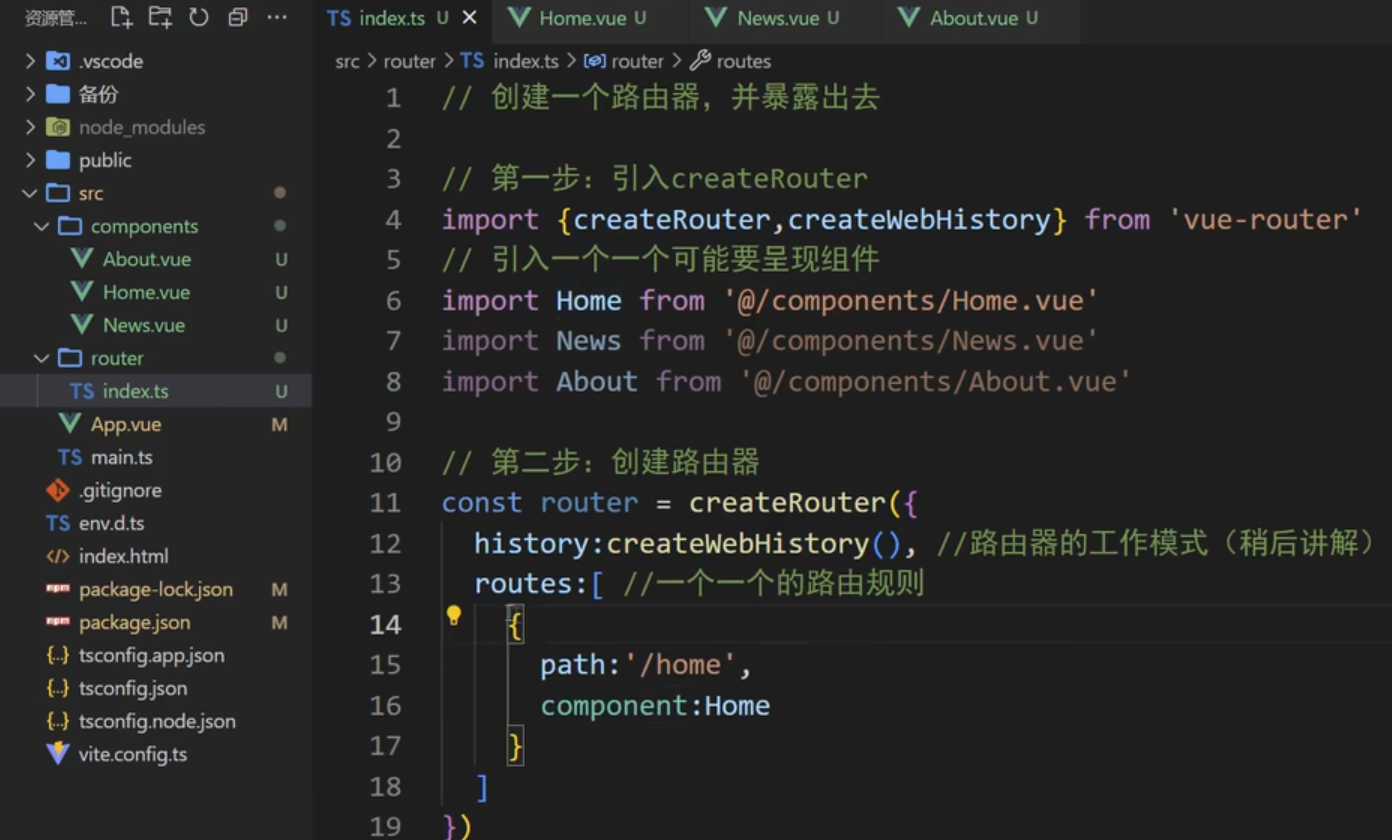 资源管...
.vscode
备份
node_modules
public
src
components
About.vue U
Home.vue U
News.vue U
router
TS index.ts U
App.vue M
TS main.ts
.gitignore
TS env.d.ts
index.html
package-lock.json M
package.json M
{..} tsconfig.app.json
{..} tsconfig.json
{..} tsconfig.node.json
vite.config.ts
TS index.ts U Home.vue U News.vue U About.vue U
src > router > TS index.ts > router > routes
1 // 创建一个路由器，并暴露出去
2
3 // 第一步：引入createRouter
4 import {createRouter,createWebHistory} from 'vue-router'
5 // 引入一个一个可能要呈现组件
6 import Home from '@/components/Home.vue'
7 import News from '@/components/News.vue'
8 import About from '@/components/About.vue'
9
10 // 第二步：创建路由器
11 const router = createRouter({
12 history:createWebHistory(), //路由器的工作模式（稍后讲解）
13 routes:[ //一个一个的路由规则
14 {
15 path:'/home',
16 component:Home
17 }
18 ]
19 })